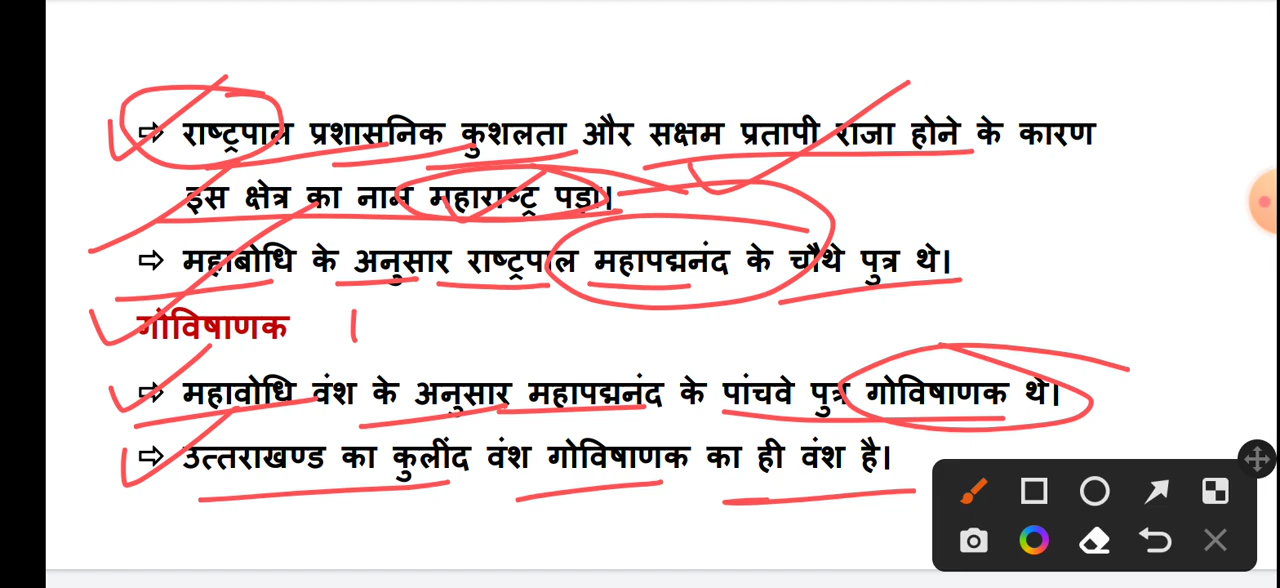 ⇨ राष्ट्रपाल प्रशासनिक कुशलता और सक्षम प्रतापी राजा होने के कारण
इस क्षेत्र का नाम महाराष्ट्र पड़ा।
⇨ महाबोधि के अनुसार राष्ट्रपाल महापद्मनंद के चौथे पुत्र थे।
गोविषाणक
⇨ महावोधि वंश के अनुसार महापद्मनंद के पांचवे पुत्र गोविषाणक थे।
⇨ उत्तराखण्ड का कुलींद वंश गोविषाणक का ही वंश है।